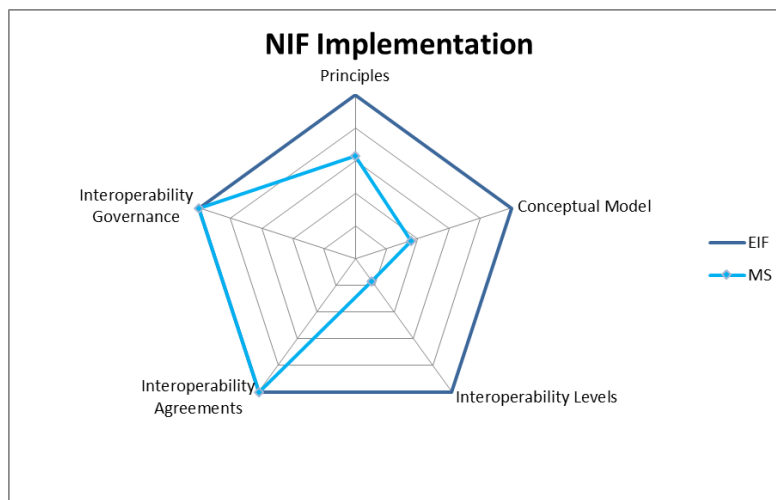 NIF Implementation
Principles
Interoperability
Governance
Conceptual Model
EIF
MS
Interoperability
Agreements
Interoperability Levels